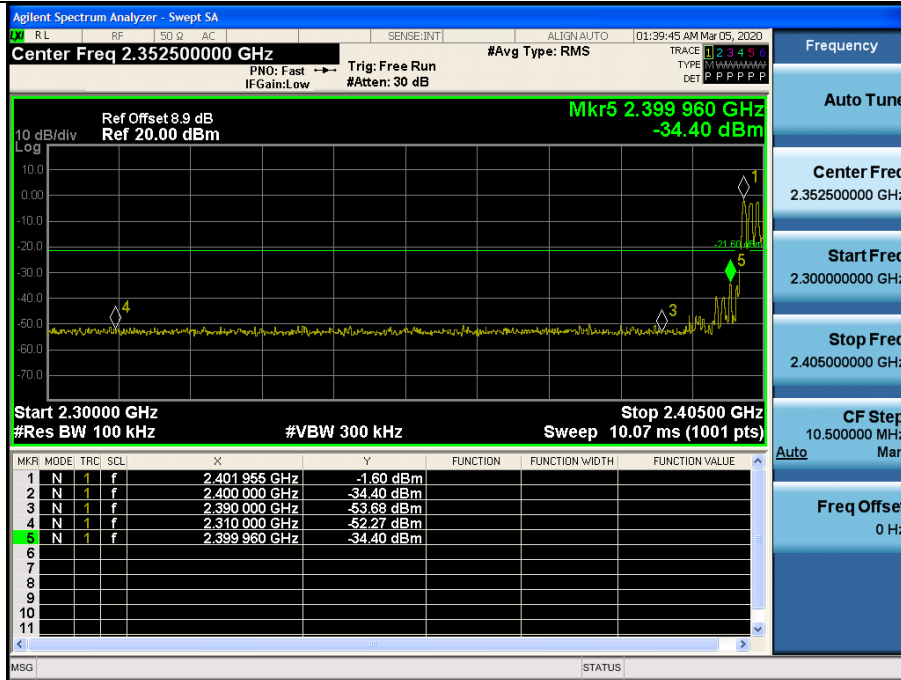 Agilent Spectrum Analyzer - Swept SA
LXI RL RF 50 Ω AC SENSE:INT ALIGN AUTO 01:39:45 AM Mar 05, 2020
Center Freq 2.352500000 GHz
PNO: Fast
IFGain:Low
Trig: Free Run
#Atten: 30 dB
#Avg Type: RMS
TRACE 1 2 3 4 5 6
TYPE M WWWWW
DET P P P P P P
Mkr5 2.399 960 GHz
-34.40 dBm
Ref Offset 8.9 dB
10 dB/div Ref 20.00 dBm
Log
10.0
0.00
-10.0
-20.0
-30.0
-40.0
-50.0
-60.0
-70.0
1
-21.60 dBm
5
4
3
Start 2.30000 GHz Stop 2.40500 GHz
#Res BW 100 kHz #VBW 300 kHz Sweep 10.07 ms (1001 pts)
MKR MODE TRC SCL X Y FUNCTION FUNCTION WIDTH FUNCTION VALUE
1 N 1 f 2.401 955 GHz -1.60 dBm
2 N 1 f 2.400 000 GHz -34.40 dBm
3 N 1 f 2.390 000 GHz -53.68 dBm
4 N 1 f 2.310 000 GHz -52.27 dBm
5 N 1 f 2.399 960 GHz -34.40 dBm
6
7
8
9
10
11
MSG STATUS
Frequency
Auto Tune
Center Freq
2.352500000 GHz
Start Freq
2.300000000 GHz
Stop Freq
2.405000000 GHz
CF Step
10.500000 MHz
Auto Man
Freq Offset
0 Hz